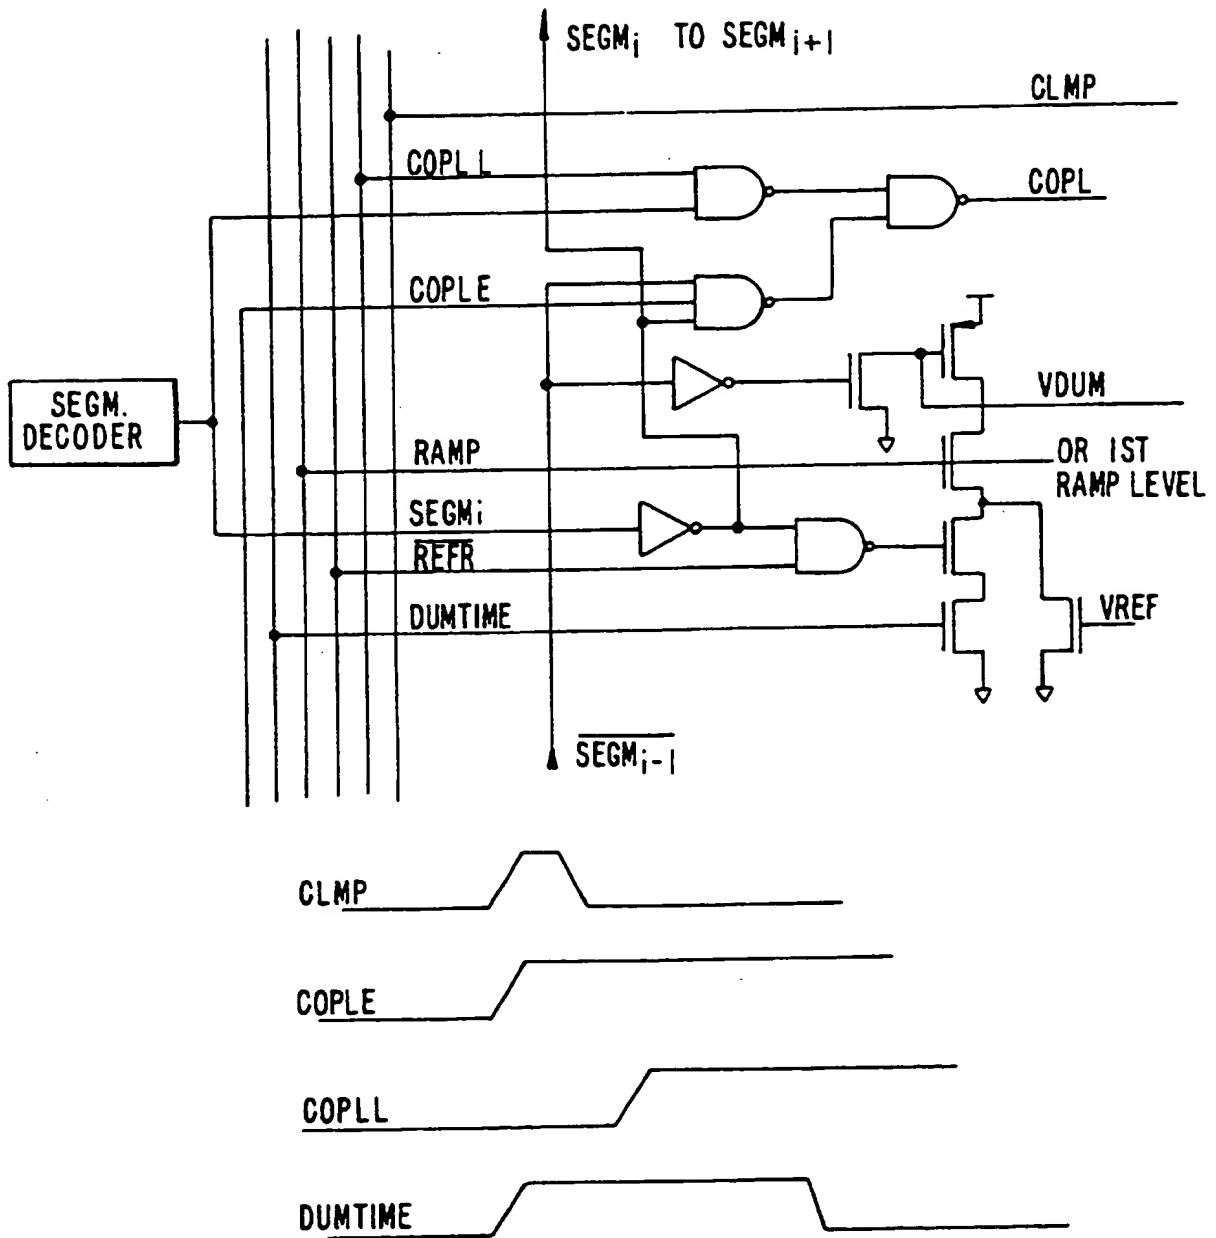 SEGMi TO SEGMi+1
CLMP
COPLL
COPL
COPLE
SEGM.
DECODER
VDUM
RAMP
OR 1ST
RAMP LEVEL
SEGMi
REFR
DUMTIME
VREF
SEGMi-1
CLMP
COPLE
COPLL
DUMTIME